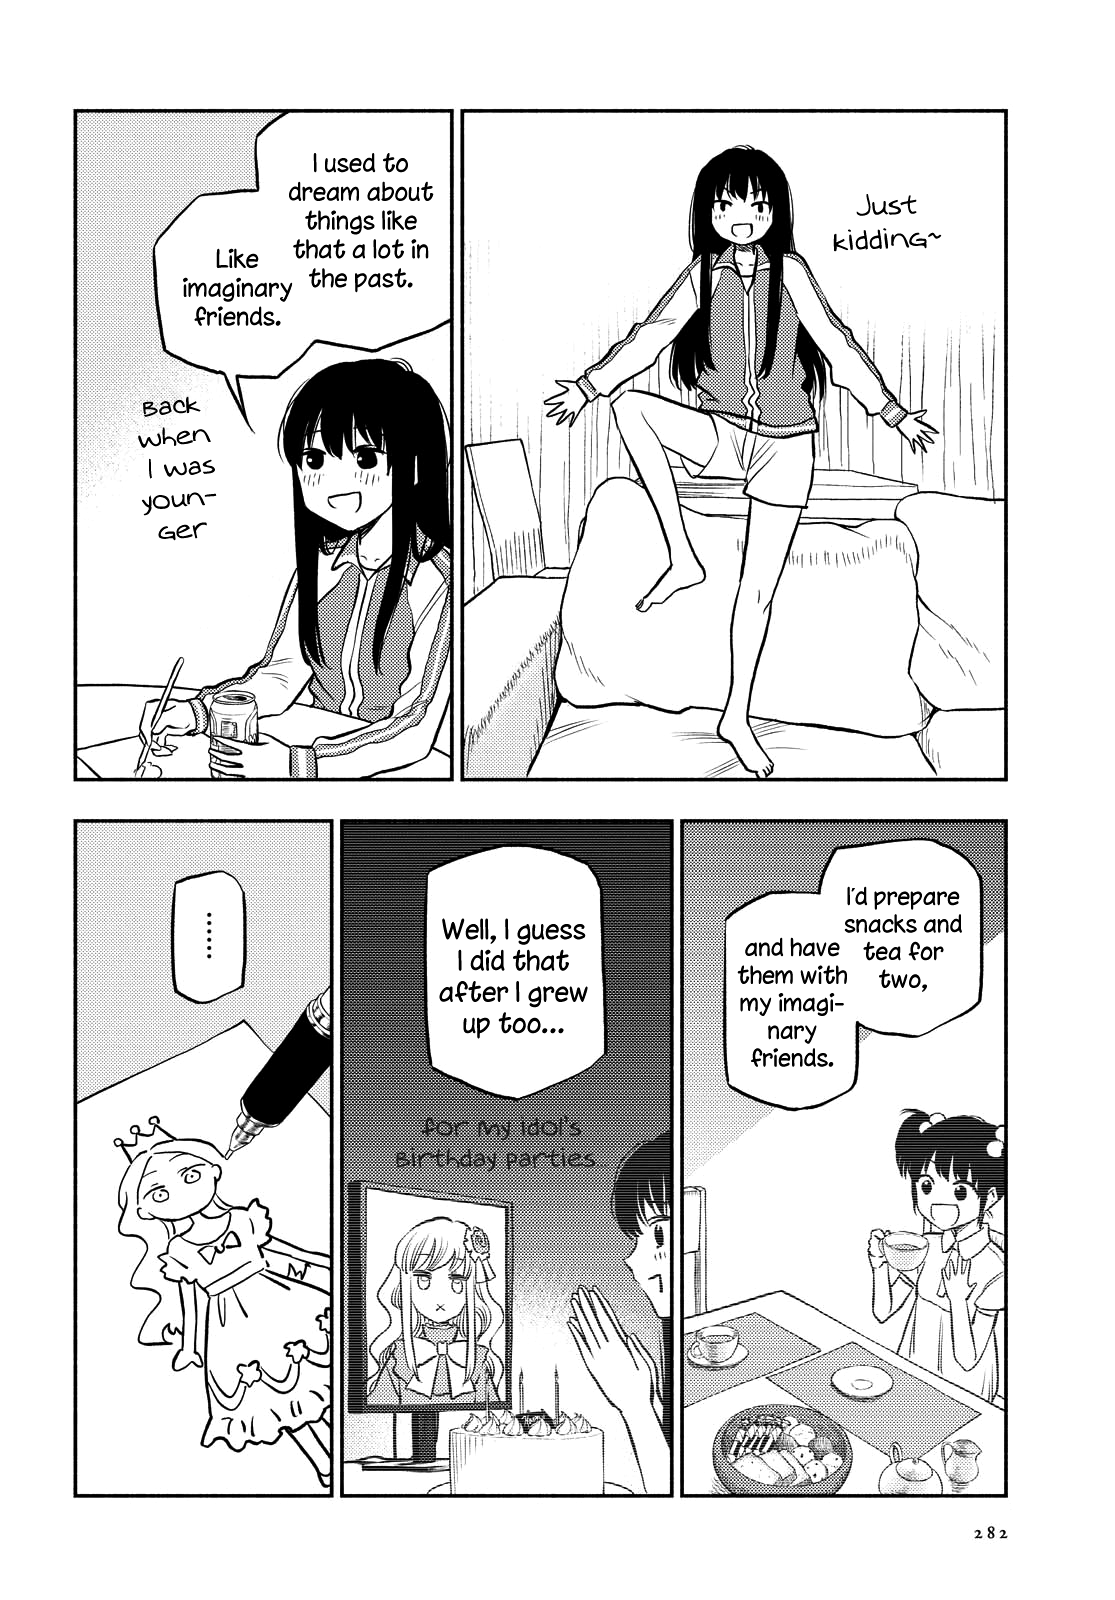 Just
kidding~
I used to
dream about
things like
that a lot in
the past.
Like
imaginary
friends.
Back
when
I was
youn-
ger
I'd prepare
snacks and
tea for
two,
and have
them with
my imagi-
nary
friends.
Well, I guess
I did that
after I grew
up too...
for my idol's
birthday parties
......
282